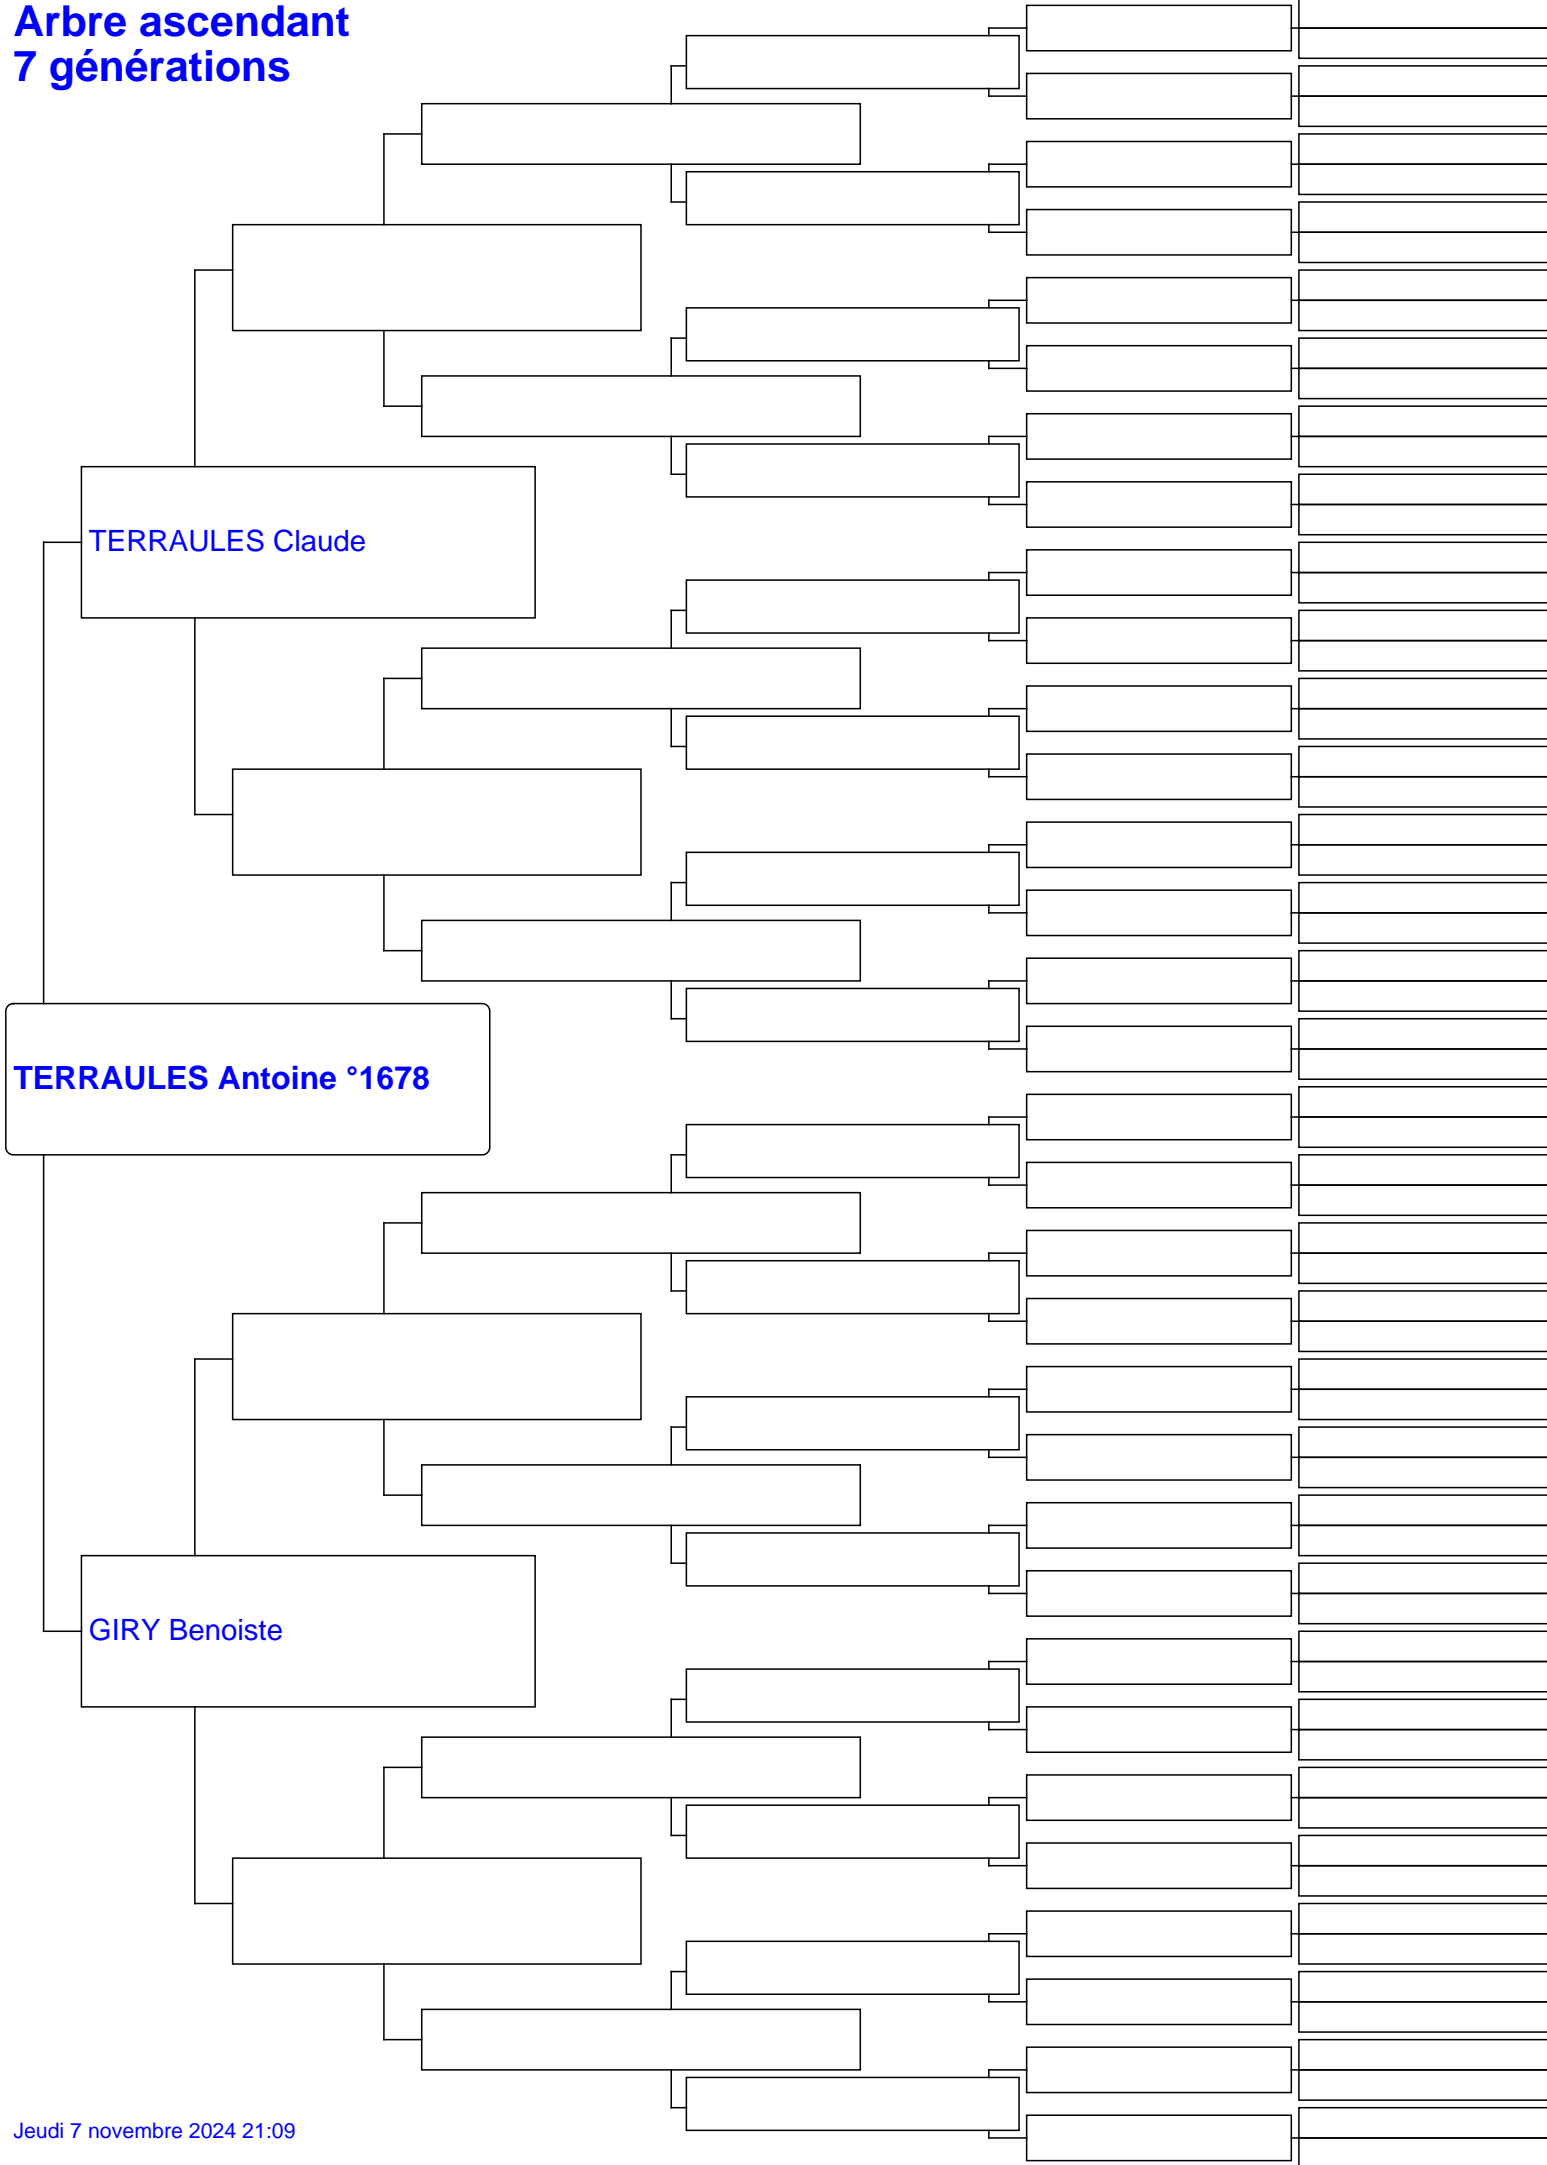 Arbre ascendant
7 générations
TERRAULES Claude
TERRAULES Antoine °1678
GIRY Benoiste
Jeudi 7 novembre 2024 21:09